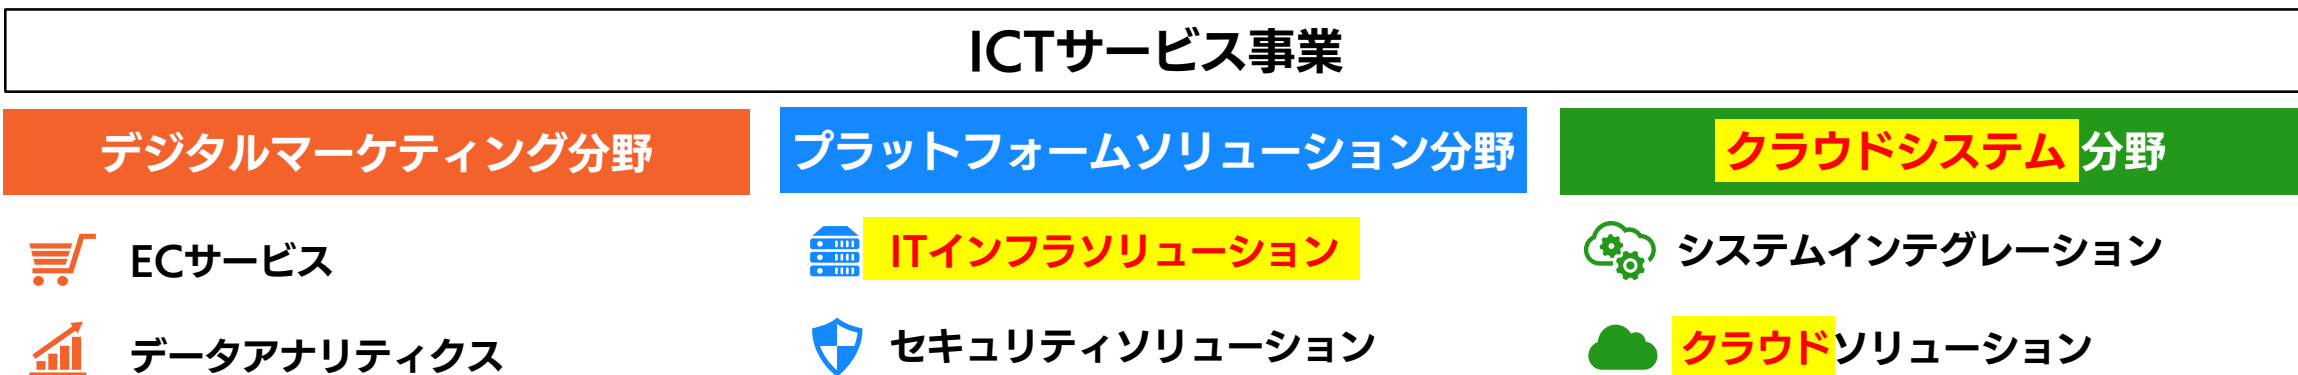 ICTサービス事業
デジタルマーケティング分野
ECサービス
データアナリティクス
プラットフォームソリューション分野
ITインフラソリューション
セキュリティソリューション
クラウドシステム分野
システムインテグレーション
クラウドソリューション